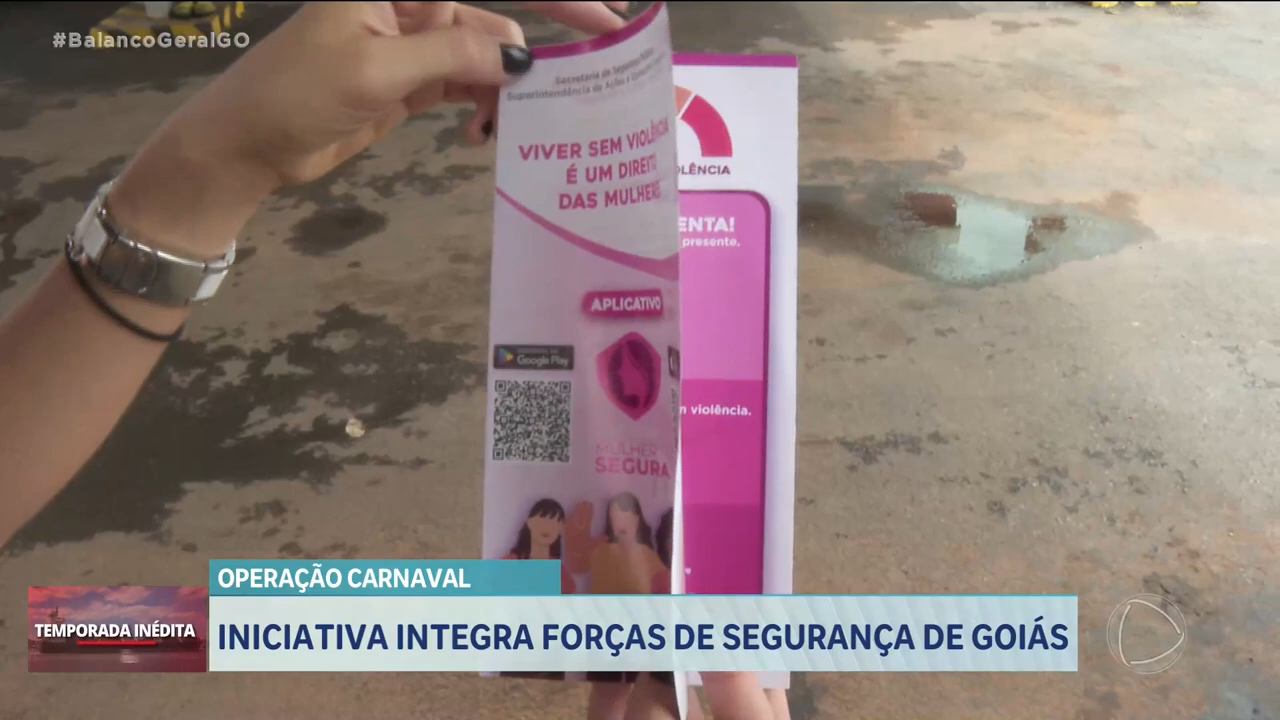 #BalancoGeralGO
Secretaria de Segurança
Superintendência de Ações e
VIVER SEM VIOLÊNCIA
É UM DIREITO
DAS MULHERES
OLÊNCIA
ENTA!
presente.
APLICATIVO
Google Play
n violência.
MULHER
SEGURA
OPERAÇÃO CARNAVAL
TEMPORADA INÉDITA
INICIATIVA INTEGRA FORÇAS DE SEGURANÇA DE GOIÁS